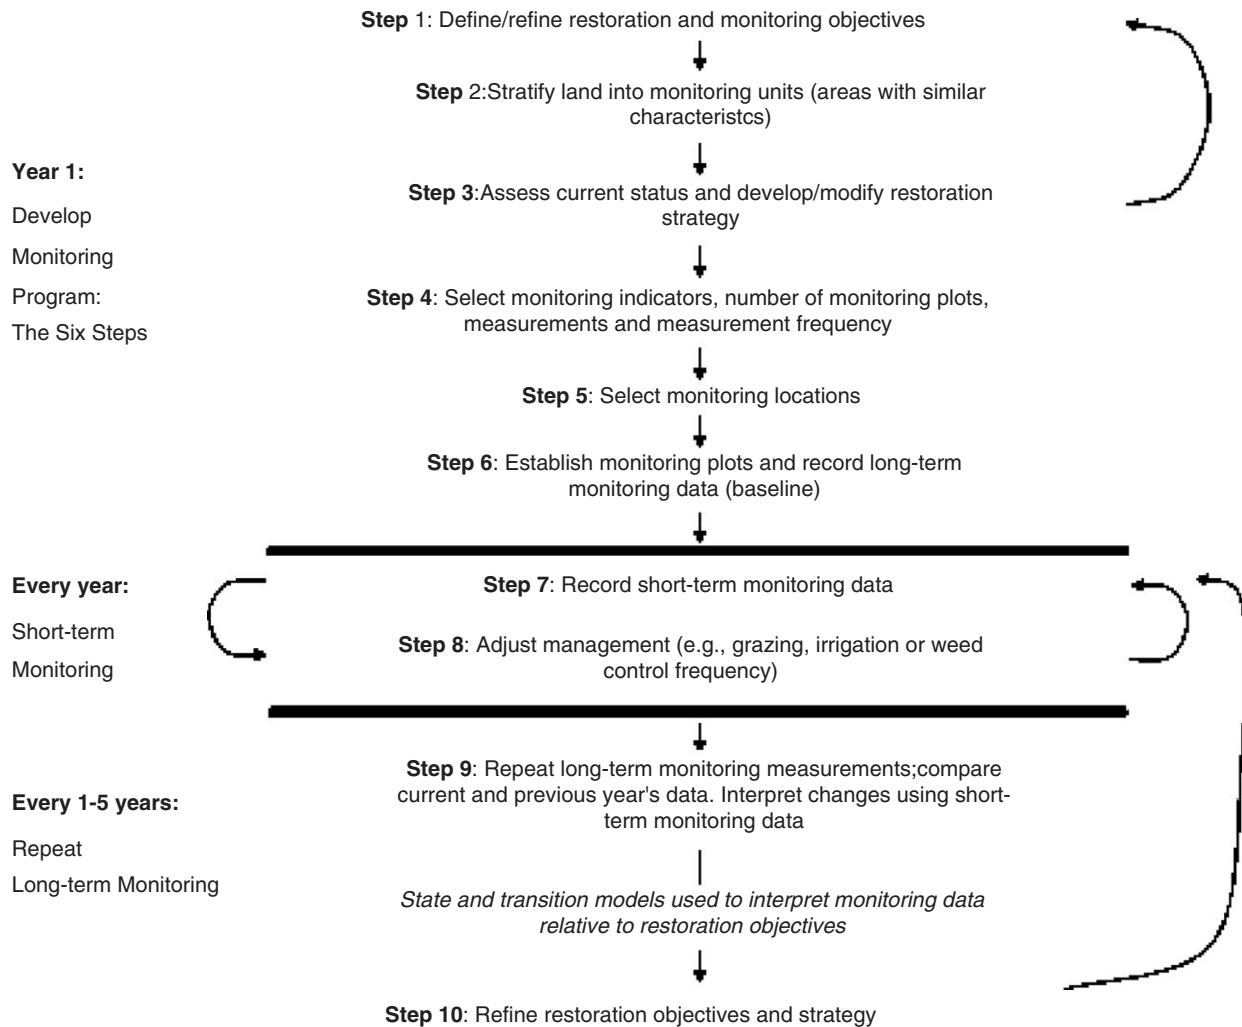 Step 1: Define/refine restoration and monitoring objectives
Step 2:Stratify land into monitoring units (areas with similar
characteristcs)
Year 1:
Develop
Monitoring
Program:
The Six Steps
Step 3:Assess current status and develop/modify restoration
strategy
Step 4: Select monitoring indicators, number of monitoring plots,
measurements and measurement frequency
Step 5: Select monitoring locations
Step 6: Establish monitoring plots and record long-term
monitoring data (baseline)
Every year:
Short-term
Monitoring
Step 7: Record short-term monitoring data
Step 8: Adjust management (e.g., grazing, irrigation or weed
control frequency)
Every 1-5 years:
Repeat
Long-term Monitoring
Step 9: Repeat long-term monitoring measurements;compare
current and previous year's data. Interpret changes using short-
term monitoring data
State and transition models used to interpret monitoring data
relative to restoration objectives
Step 10: Refine restoration objectives and strategy